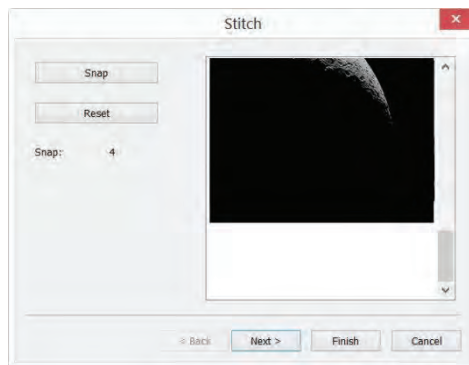 Stitch
Snap
Reset
Snap: 4
< Back Next > Finish Cancel